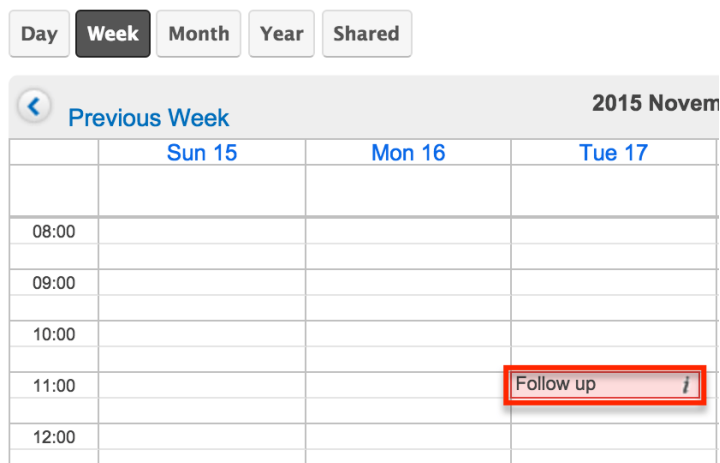 Day Week Month Year Shared
2015 Novem
Previous Week
Sun 15 Mon 16 Tue 17
08:00
09:00
10:00
11:00 Follow up i
12:00